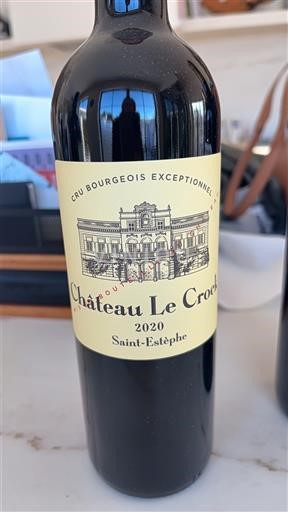 CRU BOURGEOIS EXCEPTIONNEL
Château Le Crock
2020
Saint-Estèphe